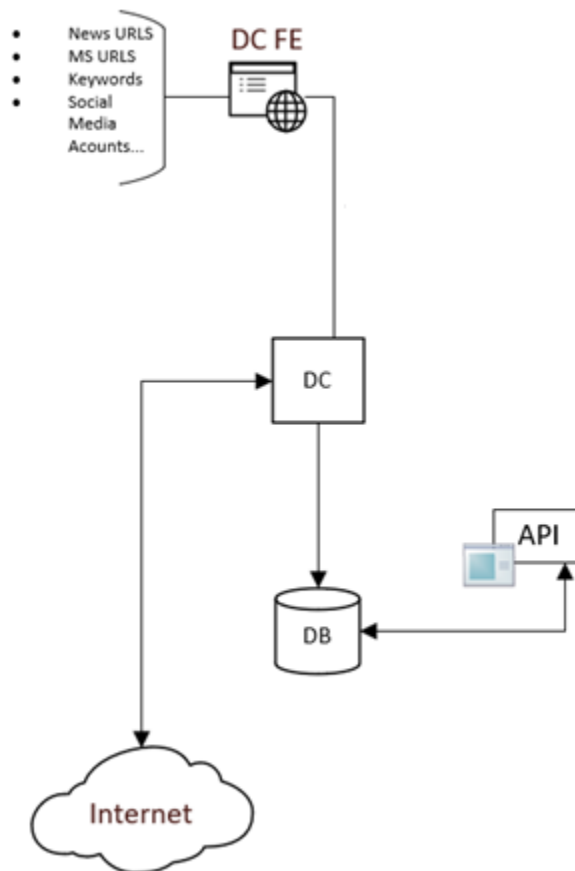 • News URLS
• MS URLS
• Keywords
• Social
Media
Acounts...
DC FE
DC
API
DB
Internet